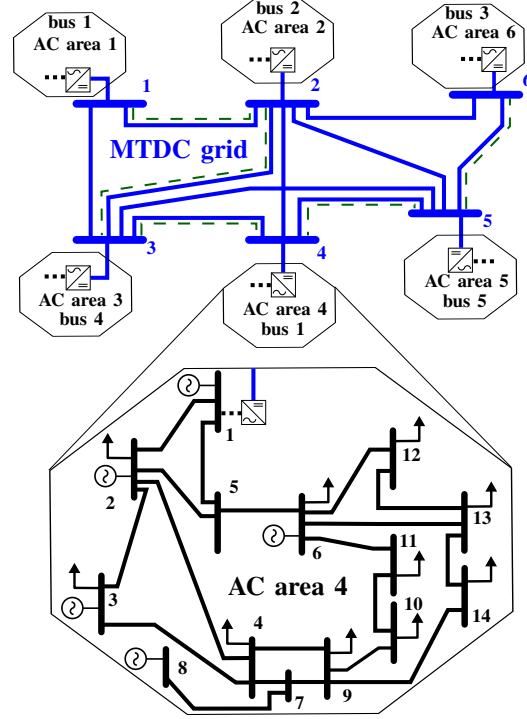 bus 1
AC area 1
bus 2
AC area 2
bus 3
AC area 6
1
2
6
MTDC grid
3
4
5
AC area 3
bus 4
AC area 4
bus 1
AC area 5
bus 5
1
2
5
12
6
13
11
3
AC area 4
4
10
14
8
7
9